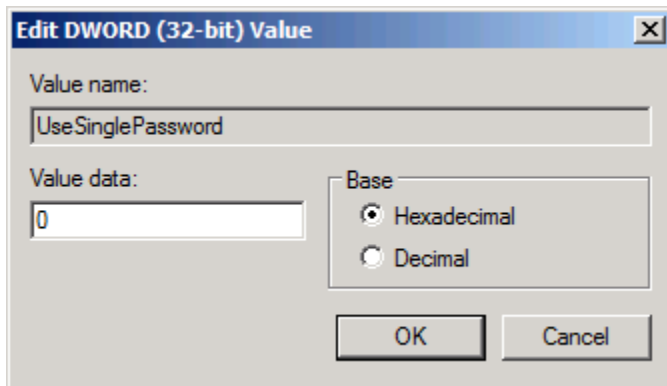 Edit DWORD (32-bit) Value
Value name:
UseSinglePassword
Value data:
0
Base
Hexadecimal
Decimal
OK
Cancel